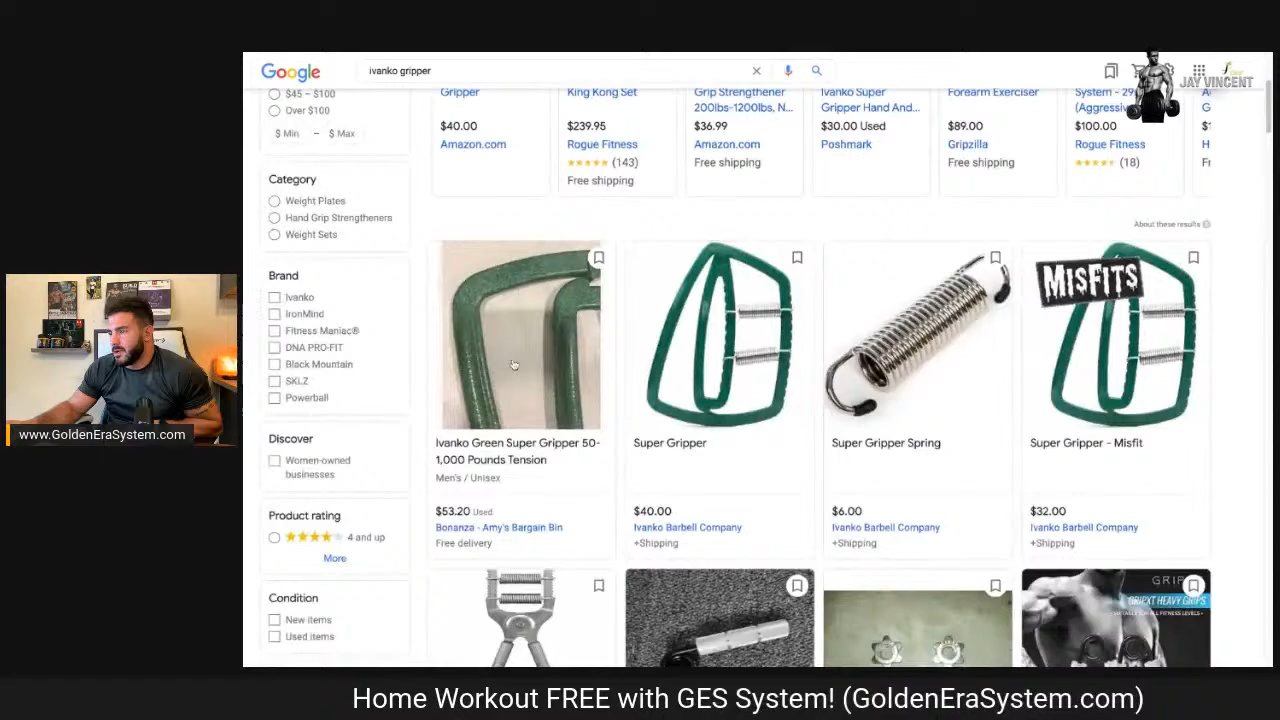 Google
ivanko gripper
JAY VINCENT
$45 – $100
Over $100
$ Min – $ Max
Gripper
$40.00
Amazon.com
King Kong Set
$239.95
Rogue Fitness
(143)
Free shipping
Grip Strengthener
200lbs-1200lbs, N...
$36.99
Amazon.com
Free shipping
Ivanko Super
Gripper Hand And...
$30.00 Used
Poshmark
Forearm Exerciser
$89.00
Gripzilla
Free shipping
System - 29
(Aggressiv
$100.00
Rogue Fitness
(18)
Category
Weight Plates
Hand Grip Strengtheners
Weight Sets
About these results
Brand
Ivanko
IronMind
Fitness Maniac®
DNA PRO-FIT
Black Mountain
SKLZ
Powerball
Discover
Women-owned
businesses
Product rating
4 and up
More
Condition
New items
Used items
Ivanko Green Super Gripper 50-
1,000 Pounds Tension
Men's / Unisex
$53.20 Used
Bonanza - Amy's Bargain Bin
Free delivery
Super Gripper
$40.00
Ivanko Barbell Company
+Shipping
Super Gripper Spring
$6.00
Ivanko Barbell Company
+Shipping
MISFITS
Super Gripper - Misfit
$32.00
Ivanko Barbell Company
+Shipping
GRIP
GRIPXT HEAVY GRIPS
www.GoldenEraSystem.com
Home Workout FREE with GES System! (GoldenEraSystem.com)